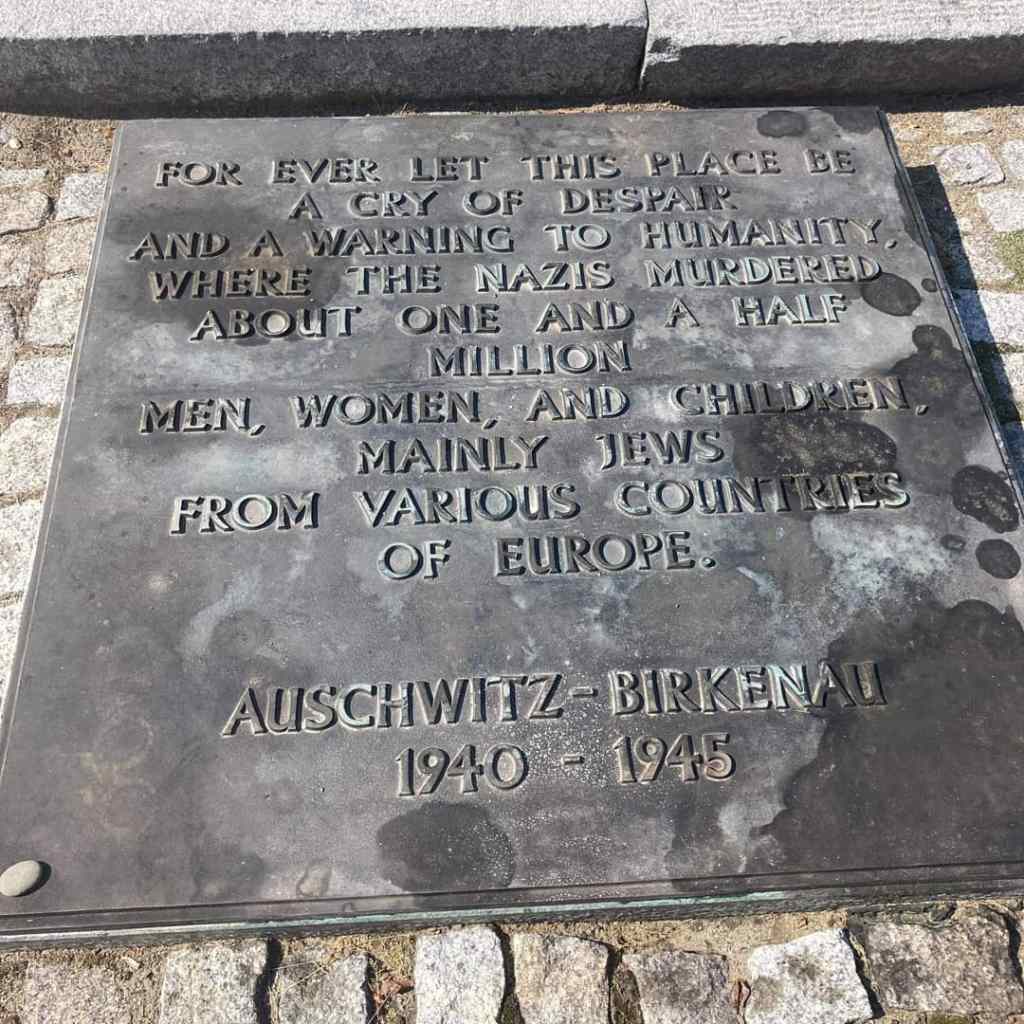 FOR EVER LET THIS PLACE BE
A CRY OF DESPAIR
AND A WARNING TO HUMANITY,
WHERE THE NAZIS MURDERED
ABOUT ONE AND A HALF
MILLION
MEN, WOMEN, AND CHILDREN,
MAINLY JEWS
FROM VARIOUS COUNTRIES
OF EUROPE.
AUSCHWITZ-BIRKENAU
1940 - 1945